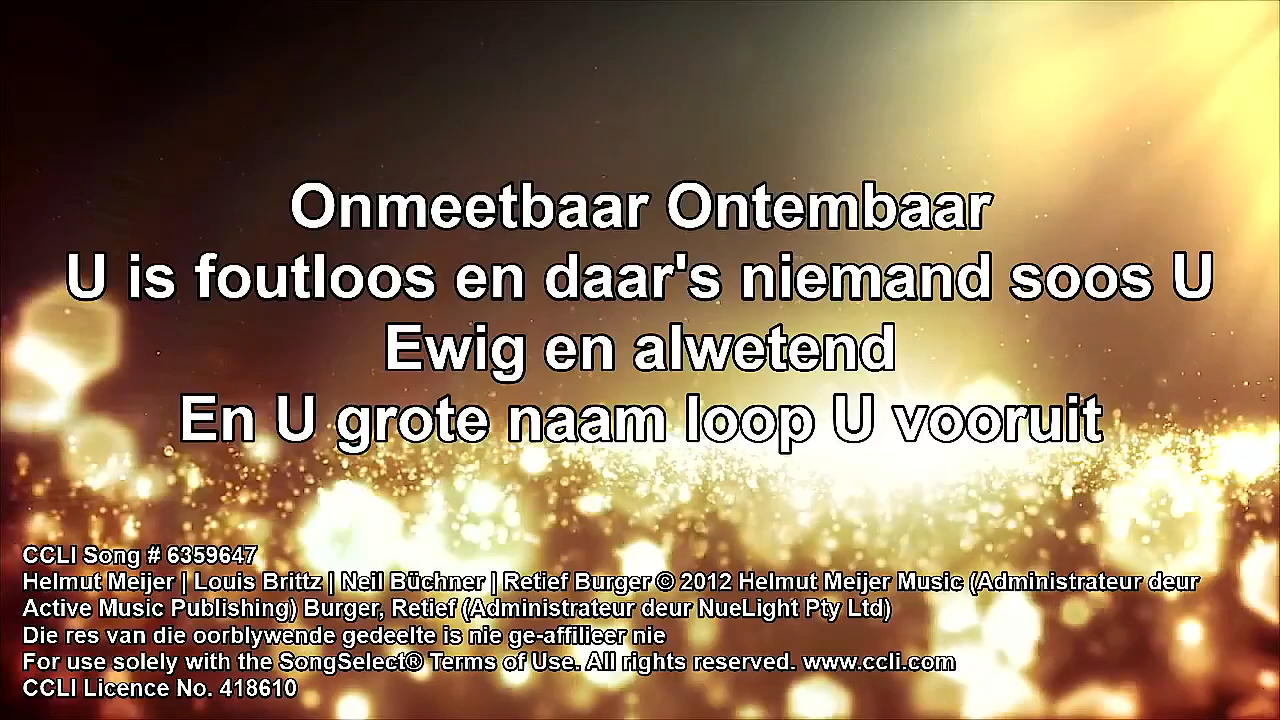 Onmeetbaar Ontembaar
U is foutloos en daar's niemand soos U
Ewig en alwetend
En U grote naam loop U vooruit
CCLI Song # 6359647
Helmut Meijer | Louis Brittz | Neil Büchner | Retief Burger © 2012 Helmut Meijer Music (Administrateur deur
Active Music Publishing) Burger, Retief (Administrateur deur NueLight Pty Ltd)
Die res van die oorblywende gedeelte is nie ge-affilieer nie
For use solely with the SongSelect® Terms of Use. All rights reserved. www.ccli.com
CCLI Licence No. 418610